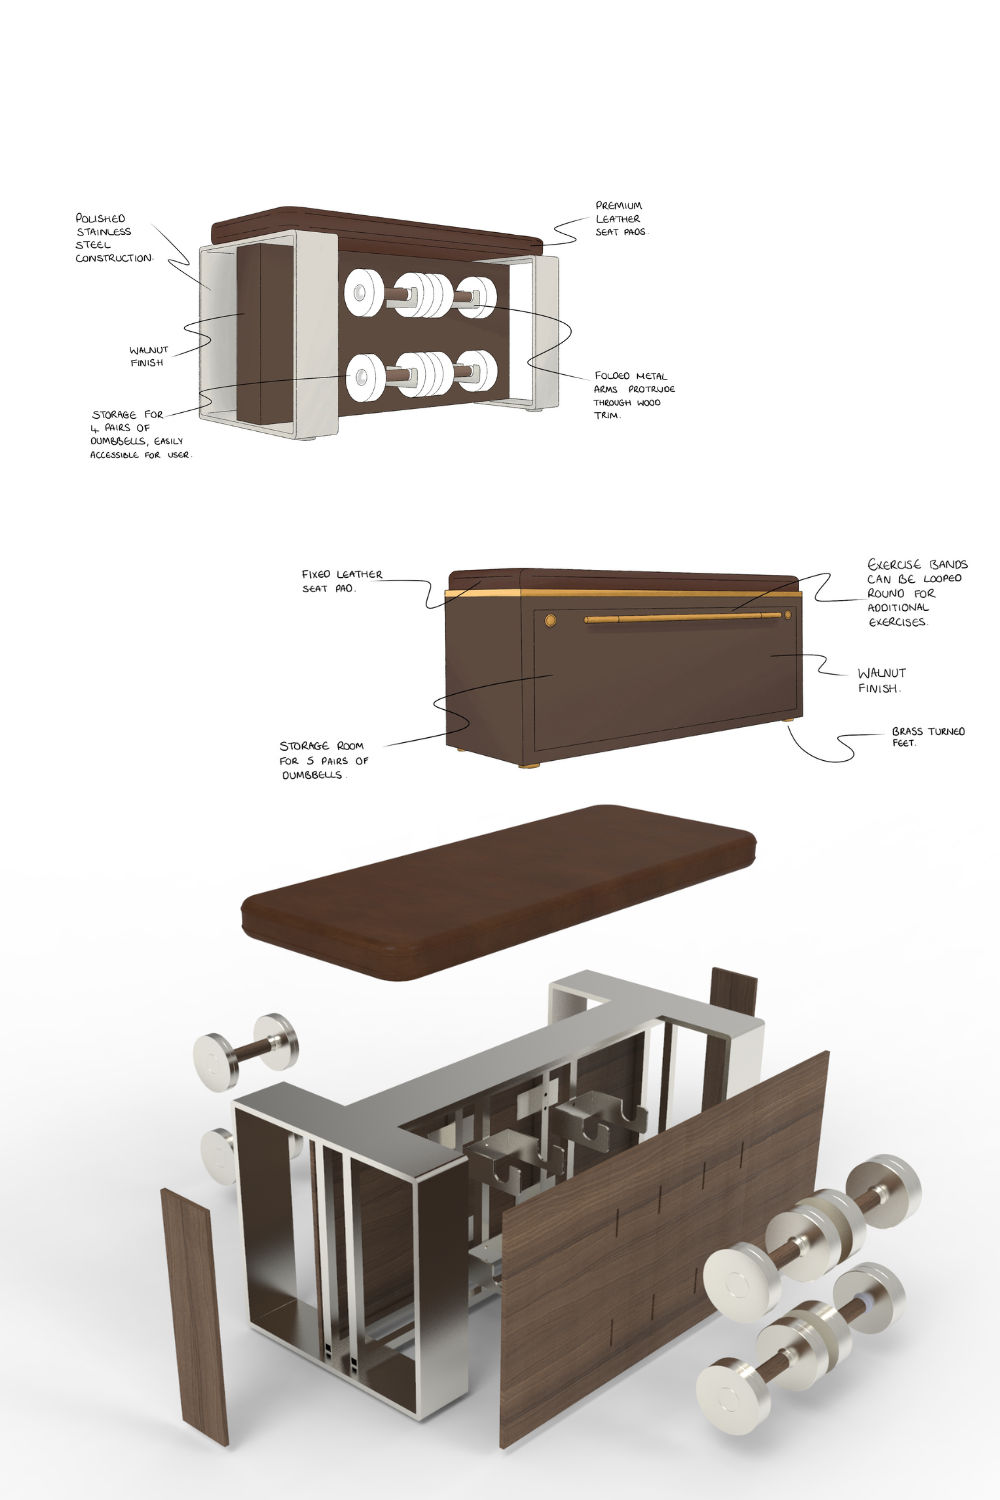 POLISHED
STAINLESS
STEEL
CONSTRUCTION.
PREMIUM
LEATHER
SEAT PADS.
WALNUT
FINISH
FOLDED METAL
ARMS PROTRUDE
THROUGH WOOD
TRIM.
STORAGE FOR
4 PAIRS OF
DUMBBELLS, EASILY
ACCESSIBLE FOR USER.
FIXED LEATHER
SEAT PAD.
EXERCISE BANDS
CAN BE LOOPED
ROUND FOR
ADDITIONAL
EXERCISES.
WALNUT
FINISH.
BRASS TURNED
FEET.
STORAGE ROOM
FOR 5 PAIRS OF
DUMBBELLS.